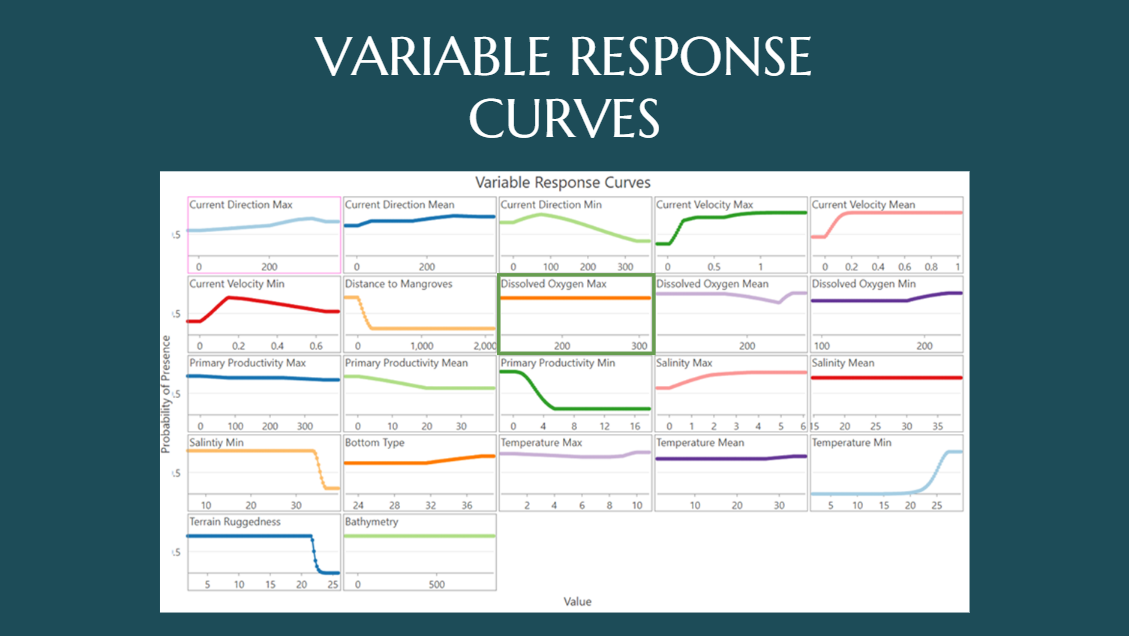 VARIABLE RESPONSE
CURVES
Variable Response Curves
Current Direction Max
Current Direction Mean
Current Direction Min
Current Velocity Max
Current Velocity Mean
.5
0 200
0 200
0 100 200 300
0 0.5 1
0 0.2 0.4 0.6 0.8 1
Current Velocity Min
Distance to Mangroves
Dissolved Oxygen Max
Dissolved Oxygen Mean
Dissolved Oxygen Min
.5
0 0.2 0.4 0.6
0 1,000 2,000
200 300
200
100 200
Probability of Presence
Primary Productivity Max
Primary Productivity Mean
Primary Productivity Min
Salinity Max
Salinity Mean
.5
0 100 200 300
0 10 20 30
0 4 8 12 16
0 1 2 3 4 5 6
15 20 25 30 35
Salintiy Min
Bottom Type
Temperature Max
Temperature Mean
Temperature Min
.5
10 20 30
24 28 32 36
2 4 6 8 10
10 20 30
5 10 15 20 25
Terrain Ruggedness
Bathymetry
.5
5 10 15 20 25
0 500
Value